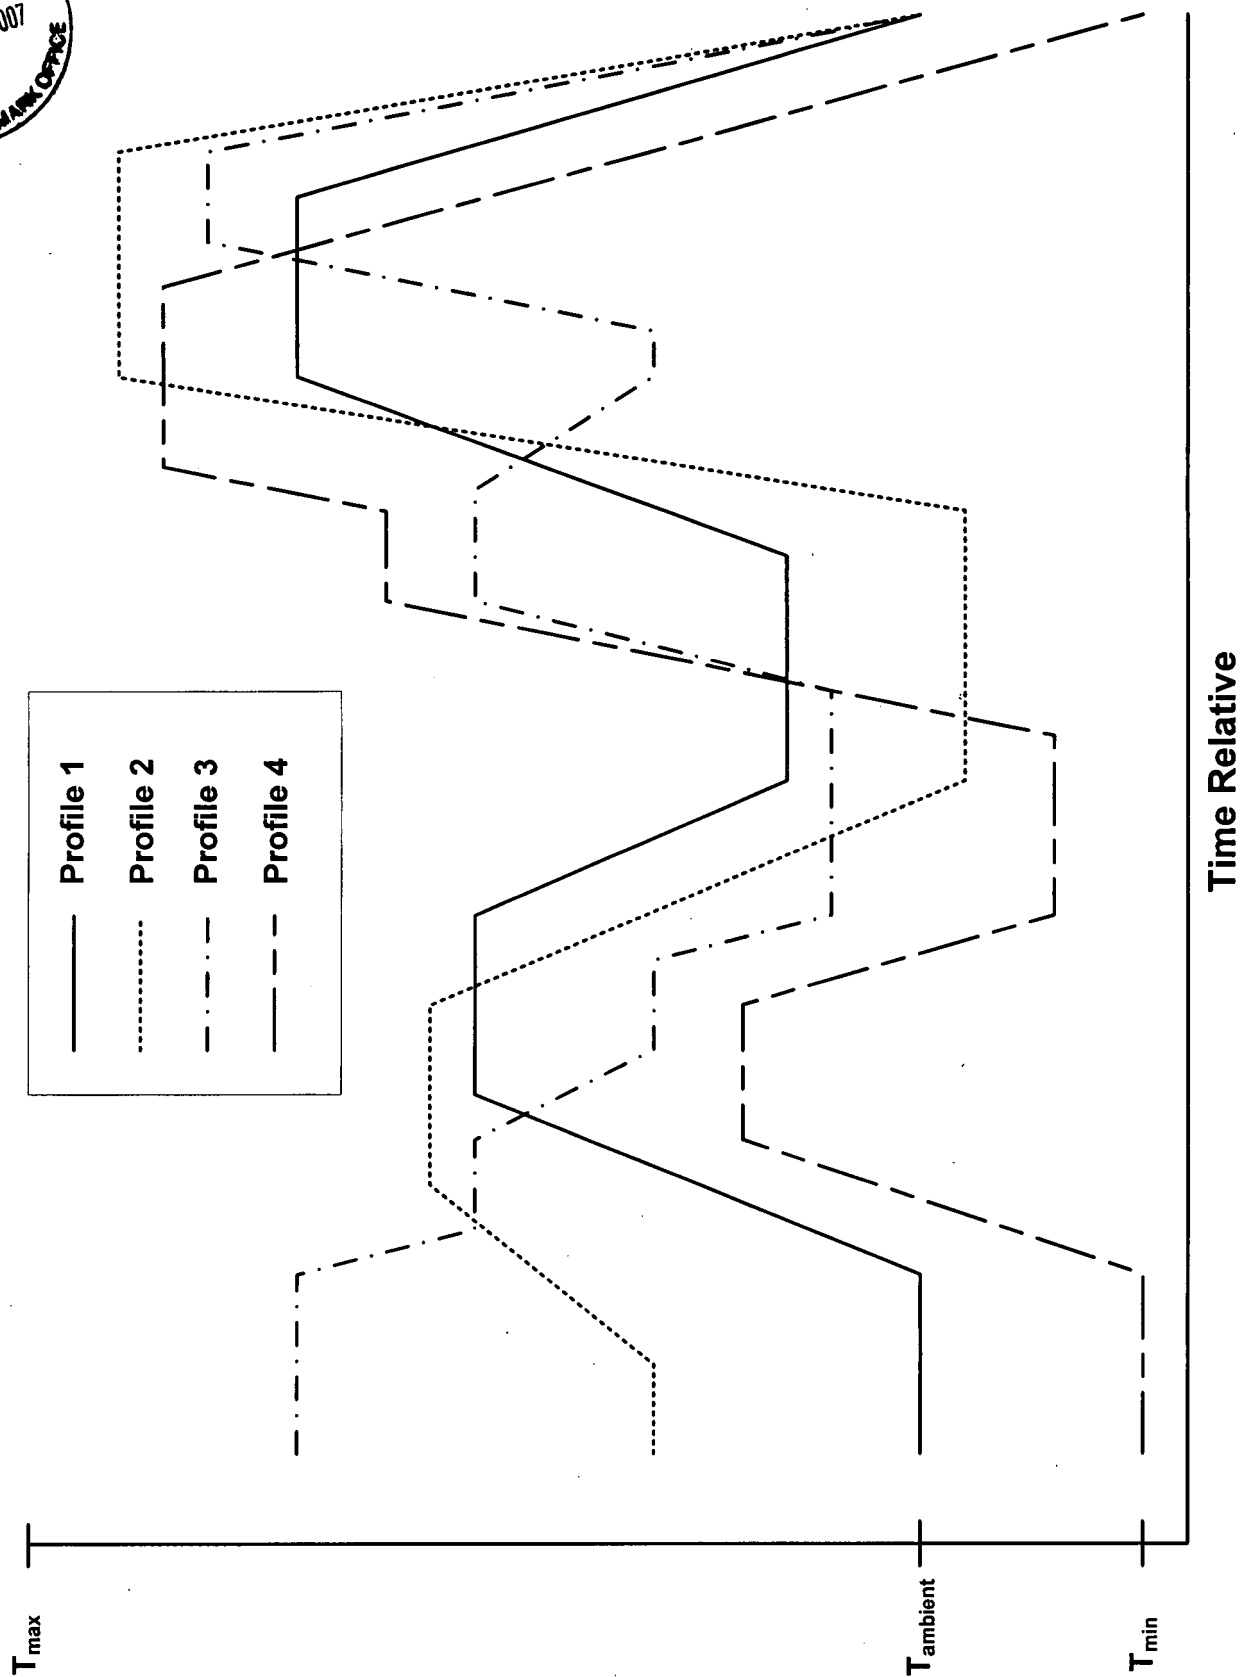 007
MARK OFFICE
Profile 1
Profile 2
Profile 3
Profile 4
Tmax
Tambient
Tmin
Time Relative